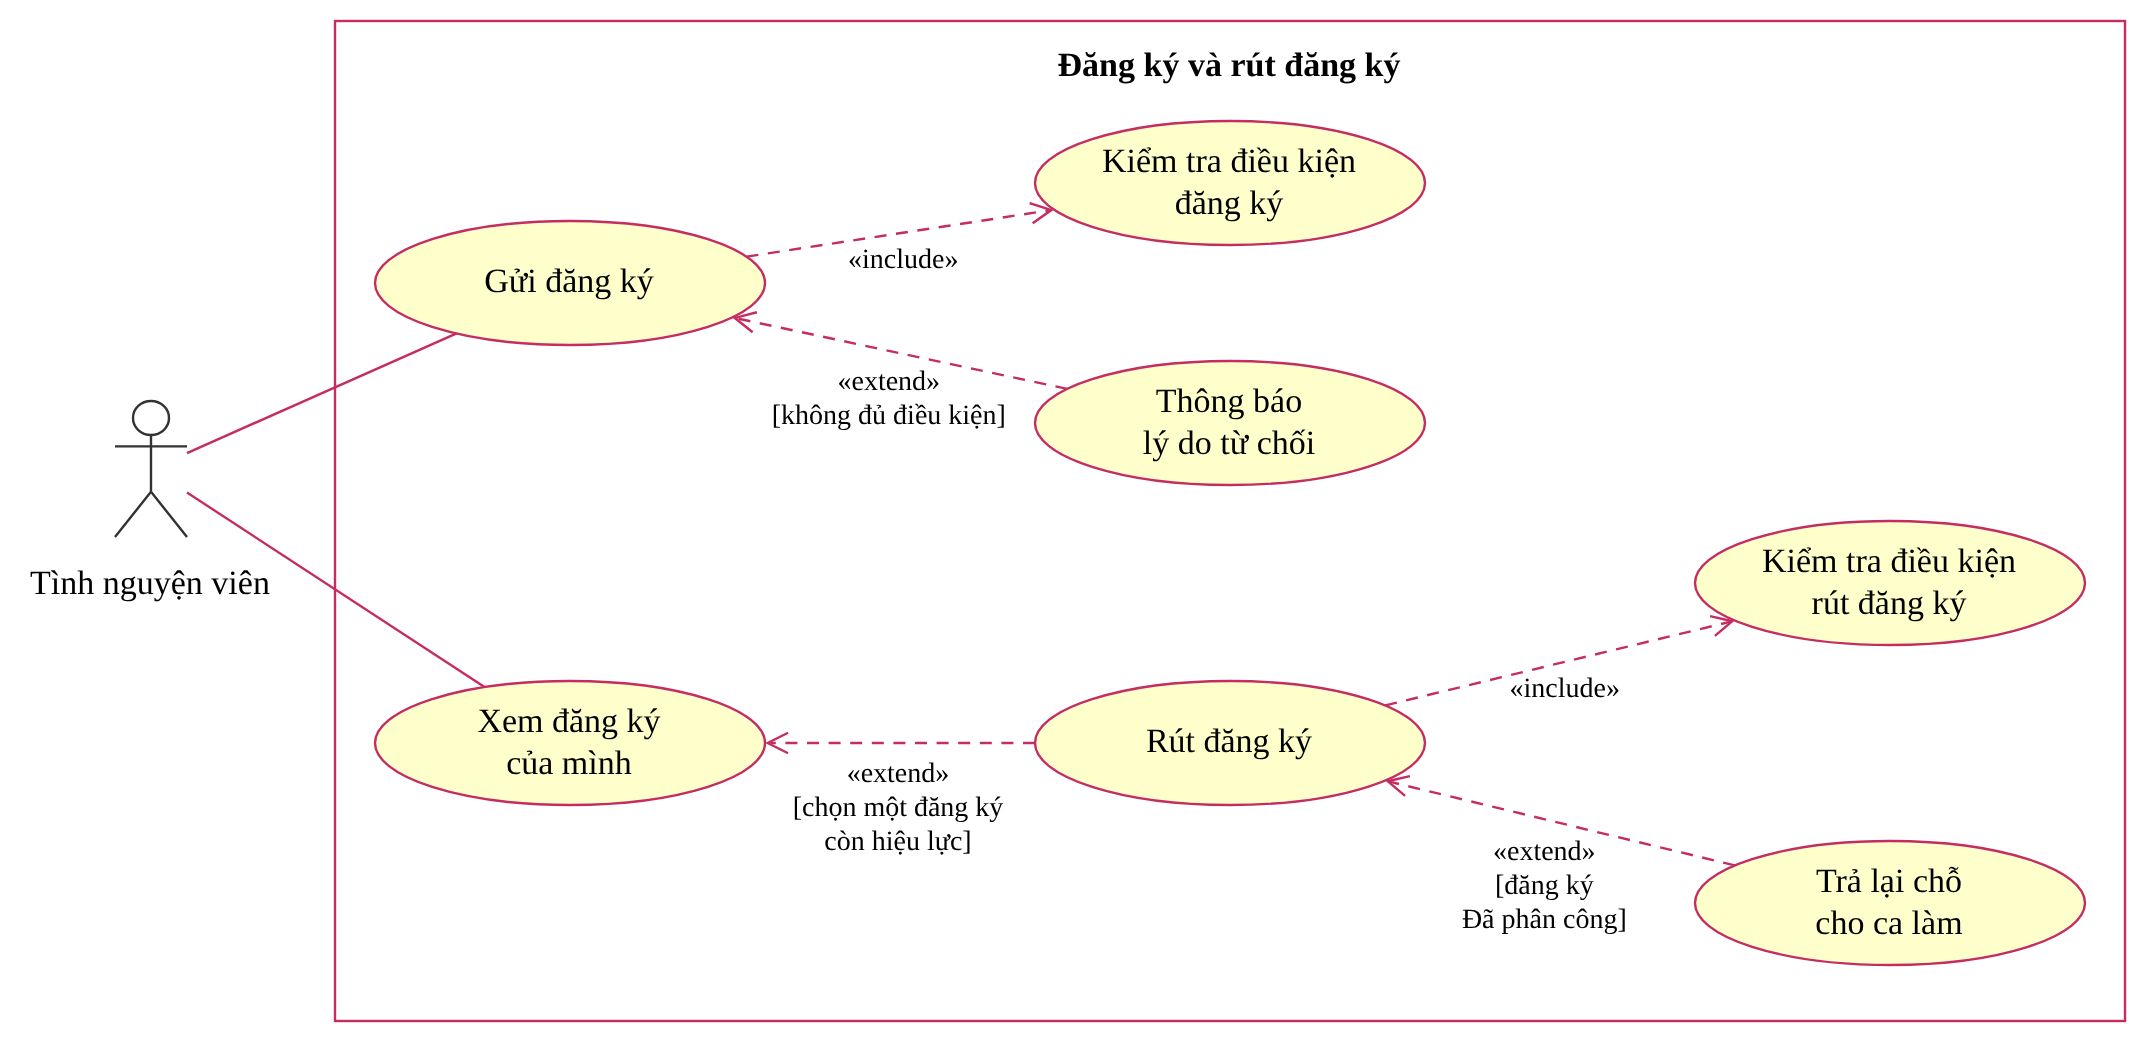 Đăng ký và rút đăng ký
Kiểm tra điều kiện
đăng ký
«include»
Gửi đăng ký
«extend»
[không đủ điều kiện]
Thông báo
lý do từ chối
Tình nguyện viên
Kiểm tra điều kiện
rút đăng ký
«include»
Xem đăng ký
của mình
Rút đăng ký
«extend»
[chọn một đăng ký
còn hiệu lực]
«extend»
[đăng ký
Đã phân công]
Trả lại chỗ
cho ca làm